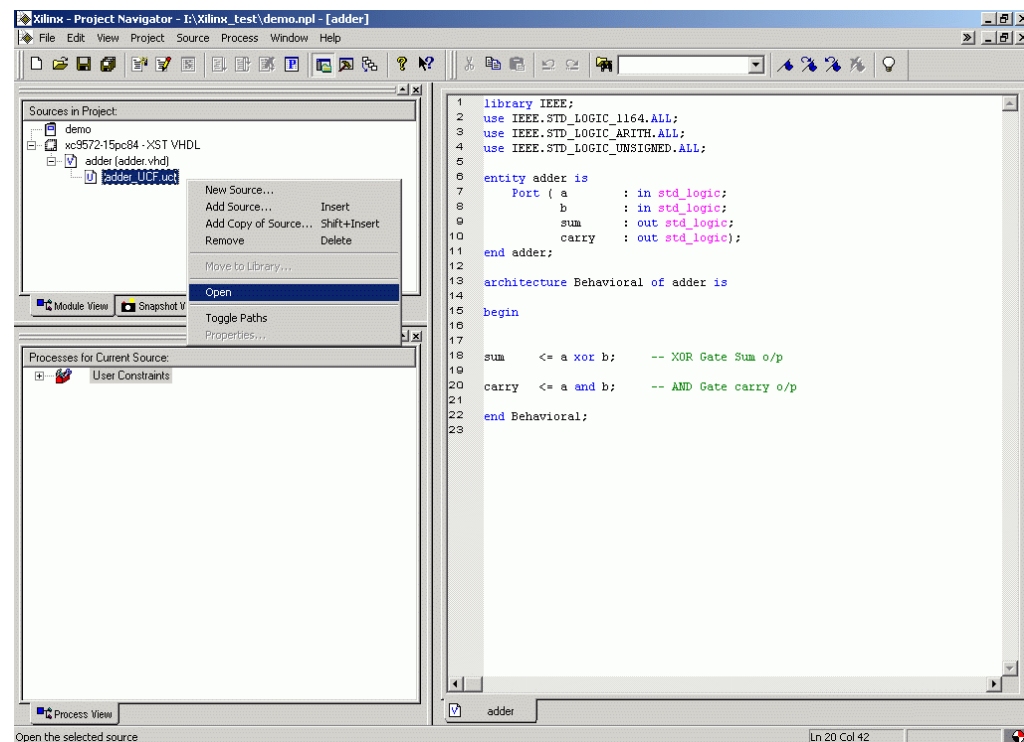 Xilinx - Project Navigator - I:\Xilinx_test\demo.npl - [adder]
File Edit View Project Source Process Window Help
Sources in Project:
demo
xc9572-15pc84 - XST VHDL
adder (adder.vhd)
adder_UCF.ucf
New Source...
Add Source... Insert
Add Copy of Source... Shift+Insert
Remove Delete
Move to Library...
Open
Toggle Paths
Properties...
Module View Snapshot V
Processes for Current Source:
User Constraints
Process View
1 library IEEE;
2 use IEEE.STD_LOGIC_1164.ALL;
3 use IEEE.STD_LOGIC_ARITH.ALL;
4 use IEEE.STD_LOGIC_UNSIGNED.ALL;
5
6 entity adder is
7 Port ( a : in std_logic;
8 b : in std_logic;
9 sum : out std_logic;
10 carry : out std_logic);
11 end adder;
12
13 architecture Behavioral of adder is
14
15 begin
16
17
18 sum <= a xor b; -- XOR Gate Sum o/p
19
20 carry <= a and b; -- AND Gate carry o/p
21
22 end Behavioral;
23
adder
Open the selected source
Ln 20 Col 42